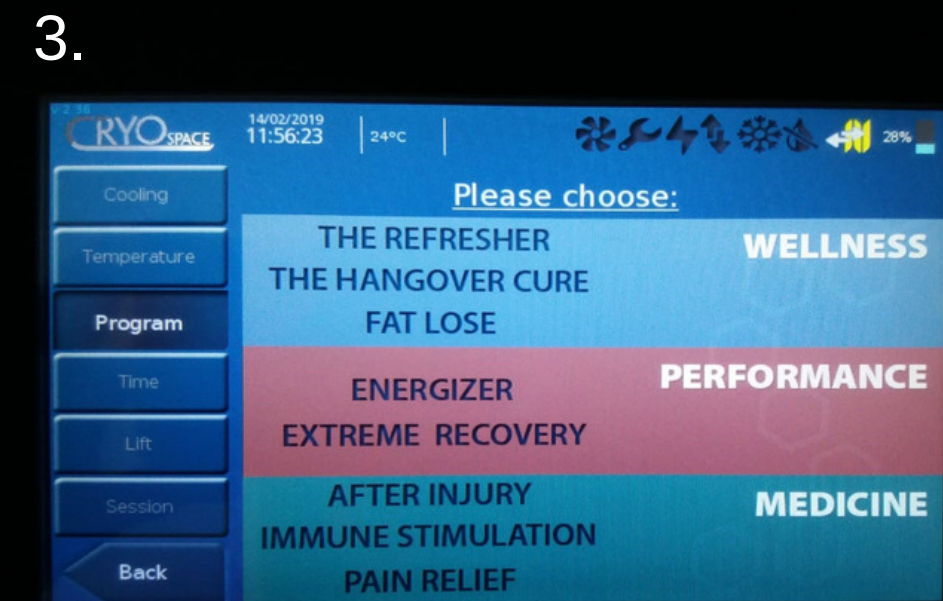 3.
v 2.36
CRYO SPACE
14/02/2019
11:56:23
24°C
28%
Cooling
Temperature
Program
Time
Lift
Session
Back
Please choose:
THE REFRESHER
THE HANGOVER CURE
FAT LOSE
WELLNESS
ENERGIZER
EXTREME RECOVERY
PERFORMANCE
AFTER INJURY
IMMUNE STIMULATION
PAIN RELIEF
MEDICINE